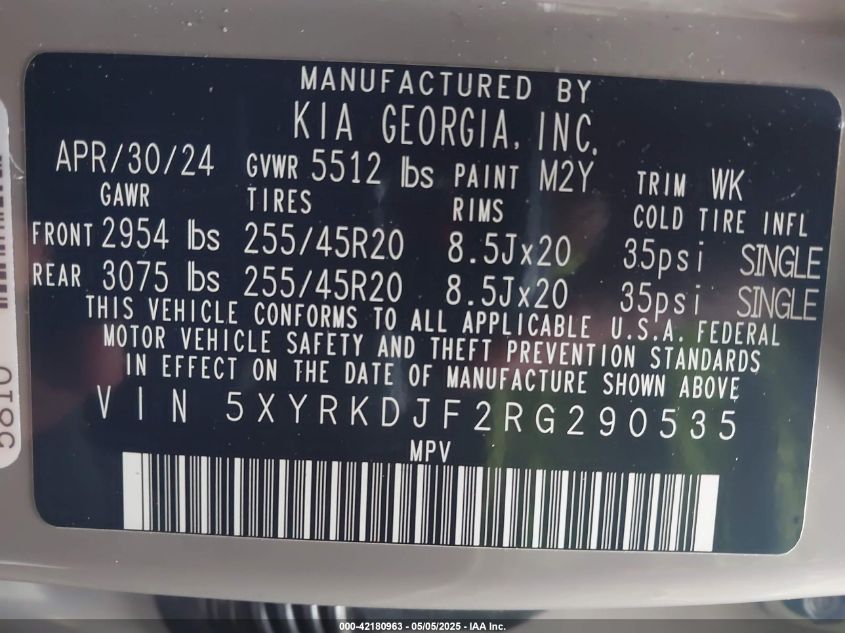 MANUFACTURED BY
KIA GEORGIA, INC.
APR/30/24 GVWR 5512 lbs PAINT M2Y TRIM WK
GAWR TIRES RIMS COLD TIRE INFL
FRONT 2954 lbs 255/45R20 8.5Jx20 35psi SINGLE
REAR 3075 lbs 255/45R20 8.5Jx20 35psi SINGLE
THIS VEHICLE CONFORMS TO ALL APPLICABLE U.S.A. FEDERAL
MOTOR VEHICLE SAFETY AND THEFT PREVENTION STANDARDS
IN EFFECT ON THE DATE OF MANUFACTURE SHOWN ABOVE
VIN 5XYRKDJF2RG290535
MPV
000-42180963 - 05/05/2025 - IAA Inc.